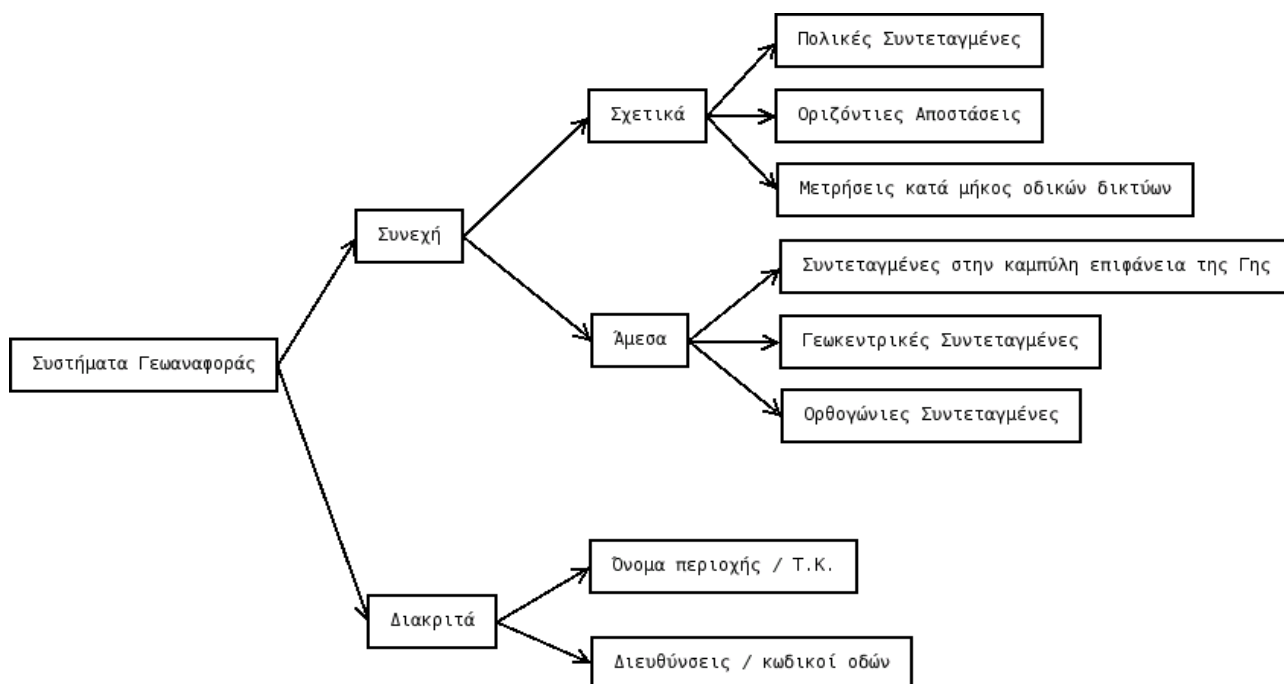 Πολικές Συντεταγμένες
Σχετικά
Οριζόντιες Αποστάσεις
Μετρήσεις κατά μήκος οδικών δικτύων
Συνεχή
Συντεταγμένες στην καμπύλη επιφάνεια της Γης
Άμεσα
Γεωκεντρικές Συντεταγμένες
Συστήματα Γεωαναφοράς
Ορθογώνιες Συντεταγμένες
Όνομα περιοχής / Τ.Κ.
Διακριτά
Διευθύνσεις / κωδικοί οδών